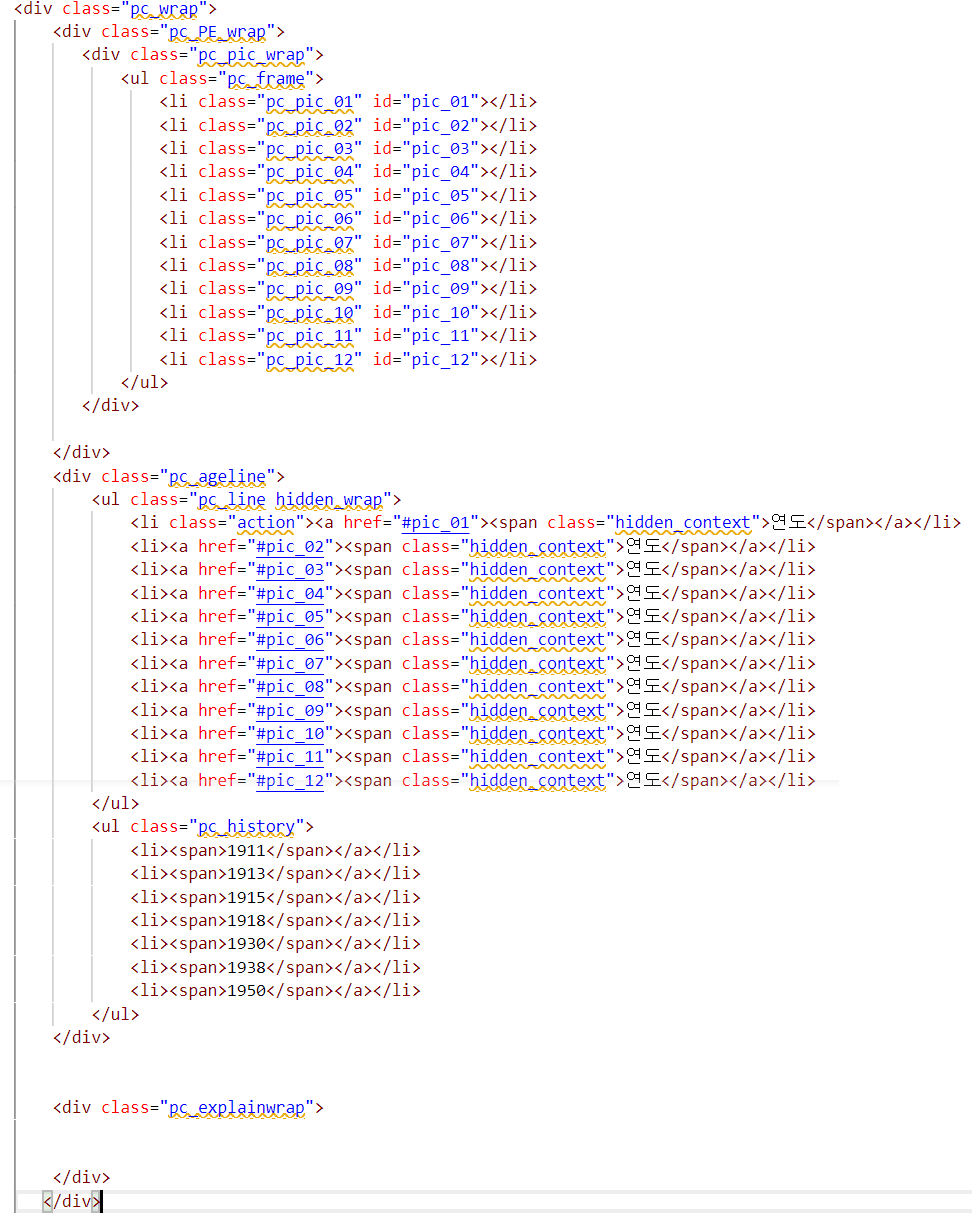 <div class="pc_wrap">
<div class="pc_PE_wrap">
<div class="pc_pic_wrap">
<ul class="pc_frame">
<li class="pc_pic_01" id="pic_01"></li>
<li class="pc_pic_02" id="pic_02"></li>
<li class="pc_pic_03" id="pic_03"></li>
<li class="pc_pic_04" id="pic_04"></li>
<li class="pc_pic_05" id="pic_05"></li>
<li class="pc_pic_06" id="pic_06"></li>
<li class="pc_pic_07" id="pic_07"></li>
<li class="pc_pic_08" id="pic_08"></li>
<li class="pc_pic_09" id="pic_09"></li>
<li class="pc_pic_10" id="pic_10"></li>
<li class="pc_pic_11" id="pic_11"></li>
<li class="pc_pic_12" id="pic_12"></li>
</ul>
</div>
</div>
<div class="pc_ageline">
<ul class="pc_line hidden_wrap">
<li class="action"><a href="#pic_01"><span class="hidden_context">연도</span></a></li>
<li><a href="#pic_02"><span class="hidden_context">연도</span></a></li>
<li><a href="#pic_03"><span class="hidden_context">연도</span></a></li>
<li><a href="#pic_04"><span class="hidden_context">연도</span></a></li>
<li><a href="#pic_05"><span class="hidden_context">연도</span></a></li>
<li><a href="#pic_06"><span class="hidden_context">연도</span></a></li>
<li><a href="#pic_07"><span class="hidden_context">연도</span></a></li>
<li><a href="#pic_08"><span class="hidden_context">연도</span></a></li>
<li><a href="#pic_09"><span class="hidden_context">연도</span></a></li>
<li><a href="#pic_10"><span class="hidden_context">연도</span></a></li>
<li><a href="#pic_11"><span class="hidden_context">연도</span></a></li>
<li><a href="#pic_12"><span class="hidden_context">연도</span></a></li>
</ul>
<ul class="pc_history">
<li><span>1911</span></a></li>
<li><span>1913</span></a></li>
<li><span>1915</span></a></li>
<li><span>1918</span></a></li>
<li><span>1930</span></a></li>
<li><span>1938</span></a></li>
<li><span>1950</span></a></li>
</ul>
</div>
<div class="pc_explainwrap">
</div>
</div>